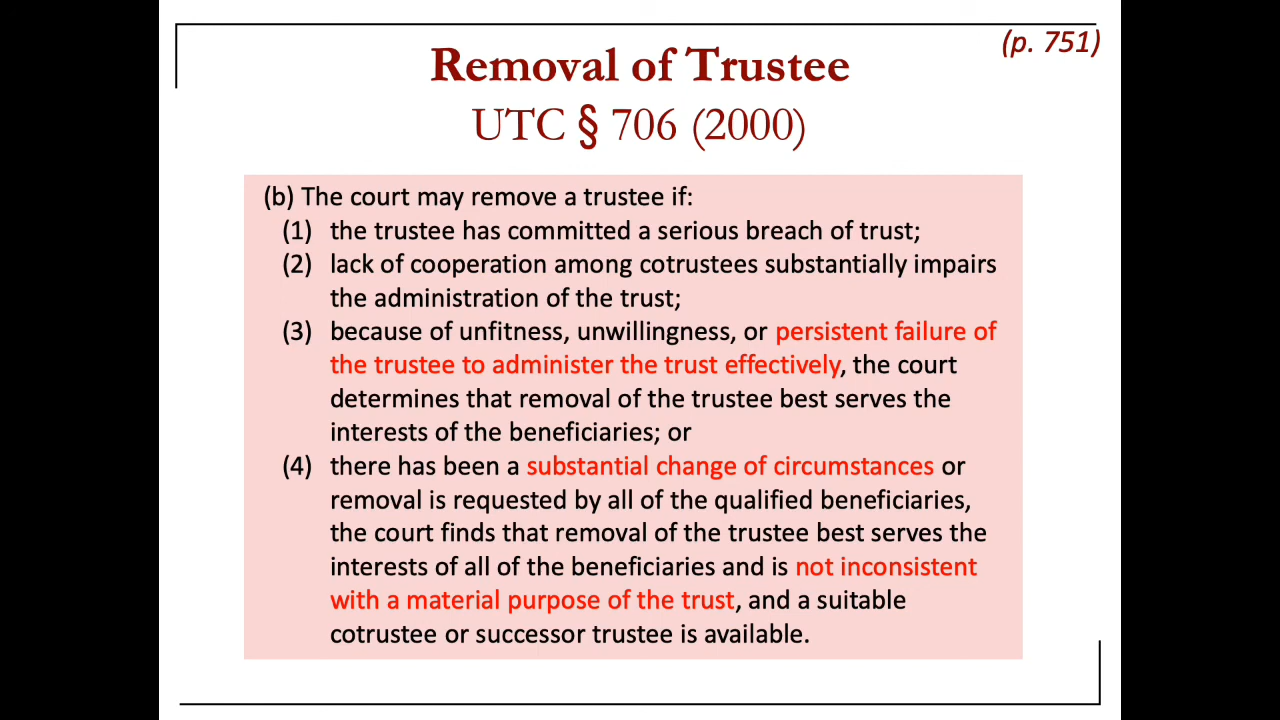 (p. 751)
Removal of Trustee
UTC § 706 (2000)
(b) The court may remove a trustee if:
(1) the trustee has committed a serious breach of trust;
(2) lack of cooperation among cotrustees substantially impairs
the administration of the trust;
(3) because of unfitness, unwillingness, or persistent failure of
the trustee to administer the trust effectively, the court
determines that removal of the trustee best serves the
interests of the beneficiaries; or
(4) there has been a substantial change of circumstances or
removal is requested by all of the qualified beneficiaries,
the court finds that removal of the trustee best serves the
interests of all of the beneficiaries and is not inconsistent
with a material purpose of the trust, and a suitable
cotrustee or successor trustee is available.